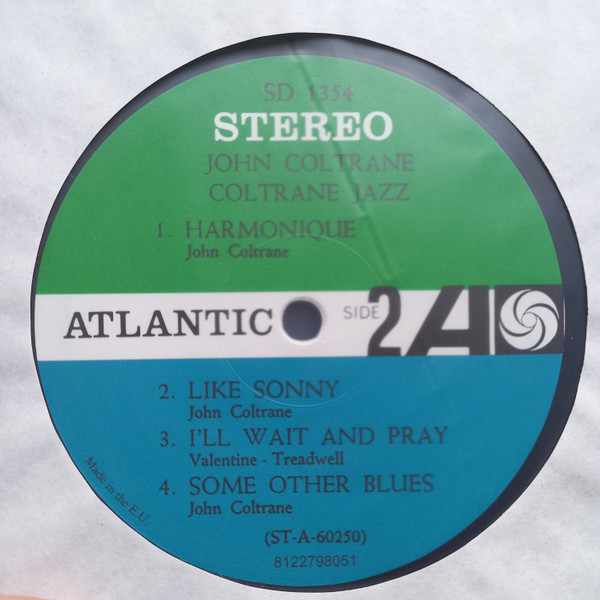 SD 1354
STEREO
JOHN COLTRANE
COLTRANE JAZZ
1. HARMONIQUE
John Coltrane
ATLANTIC SIDE 2 A
2. LIKE SONNY
John Coltrane
3. I'LL WAIT AND PRAY
Valentine - Treadwell
4. SOME OTHER BLUES
John Coltrane
(ST-A-60250)
8122798051
Made in the E.U.